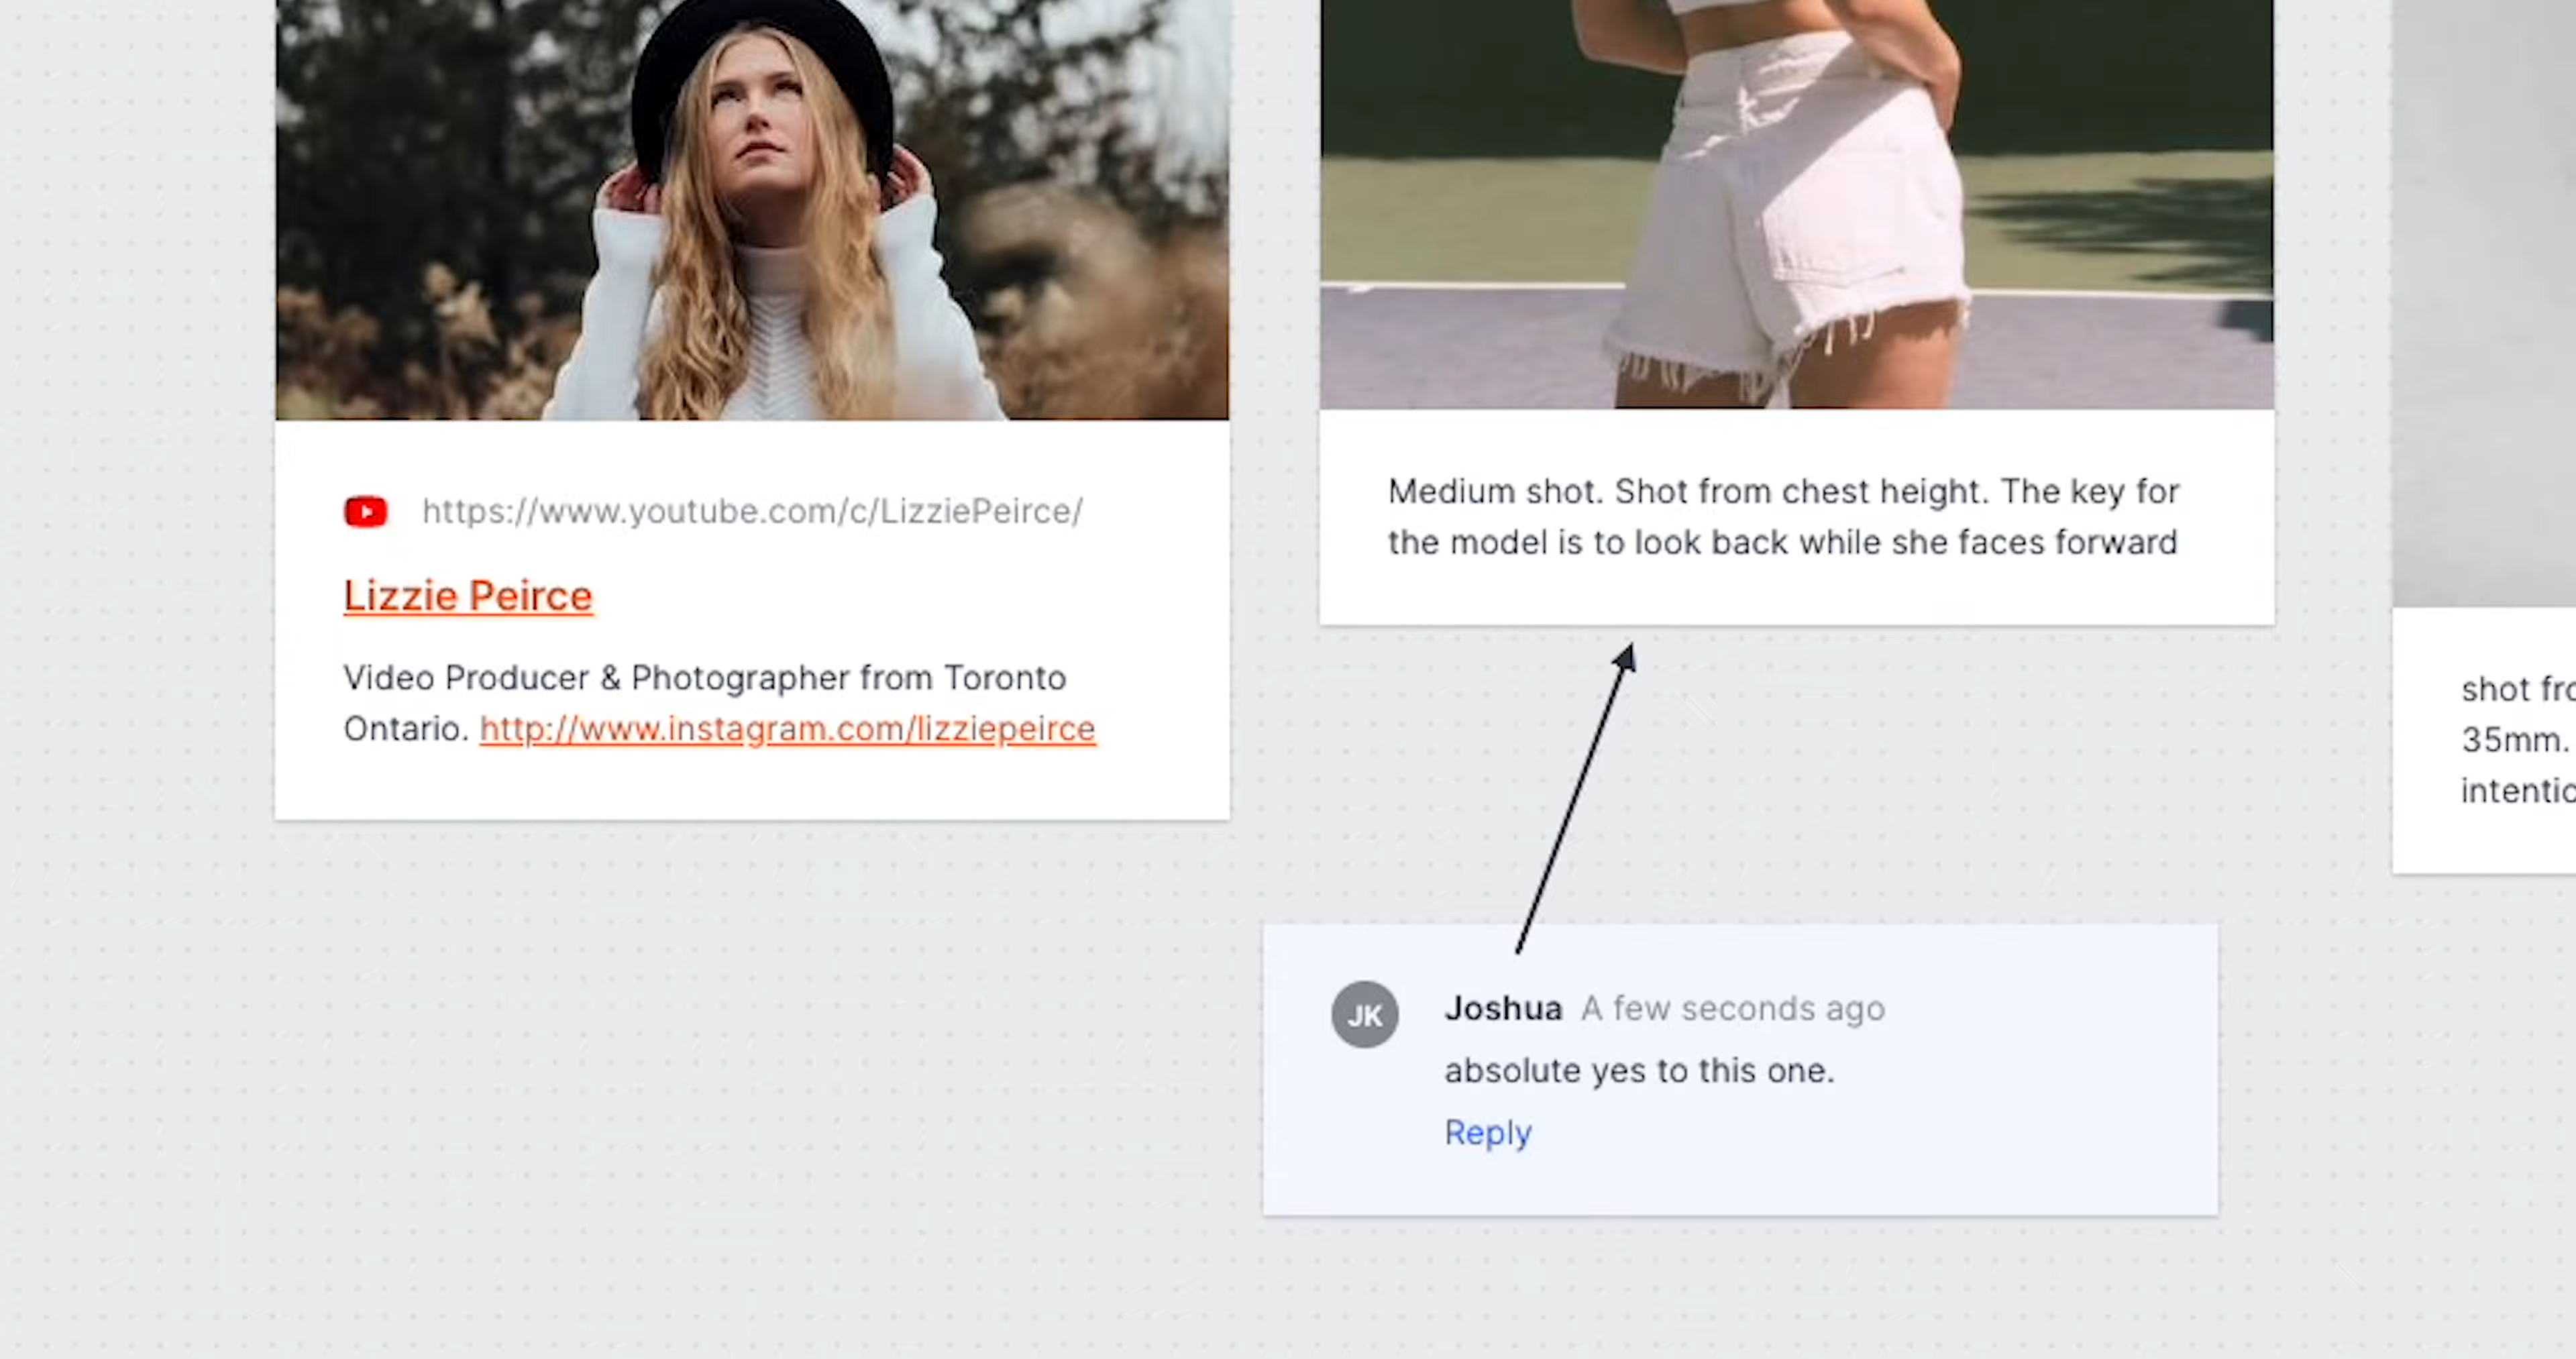 https://www.youtube.com/c/LizziePeirce/
Lizzie Peirce
Video Producer & Photographer from Toronto
Ontario. http://www.instagram.com/lizziepeirce
Medium shot. Shot from chest height. The key for
the model is to look back while she faces forward
shot
35mm.
JK
Joshua A few seconds ago
absolute yes to this one.
Reply